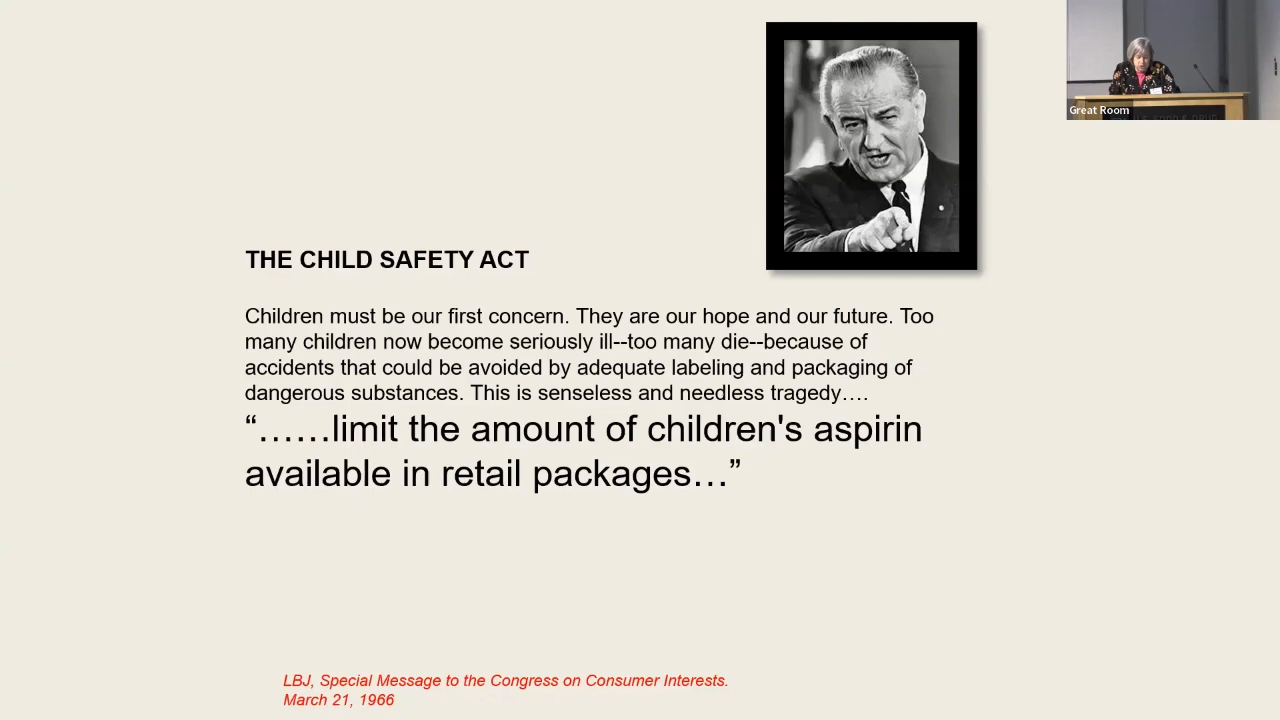 Great Room
THE CHILD SAFETY ACT
Children must be our first concern. They are our hope and our future. Too
many children now become seriously ill--too many die--because of
accidents that could be avoided by adequate labeling and packaging of
dangerous substances. This is senseless and needless tragedy….
“……limit the amount of children's aspirin
available in retail packages…”
LBJ, Special Message to the Congress on Consumer Interests.
March 21, 1966